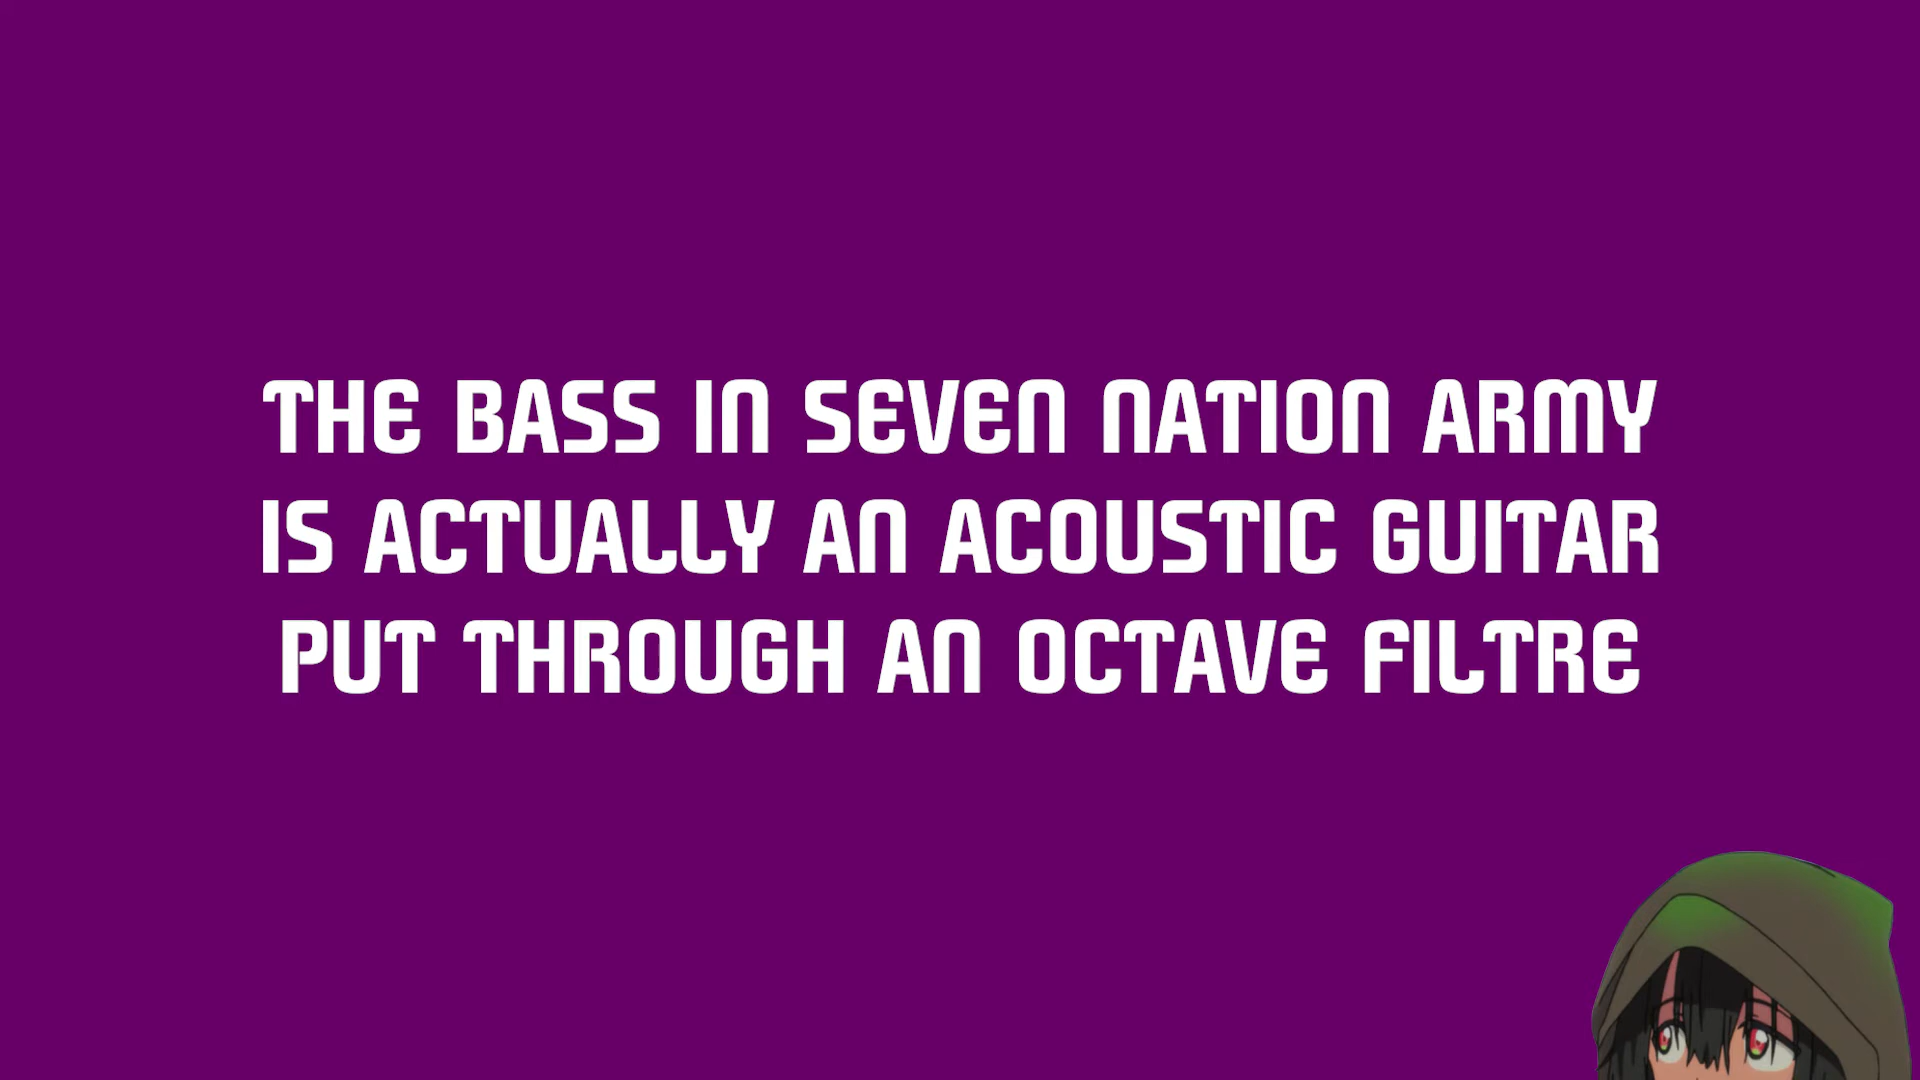 THE BASS IN SEVEN NATION ARMY
IS ACTUALLY AN ACOUSTIC GUITAR
PUT THROUGH AN OCTAVE FILTRE